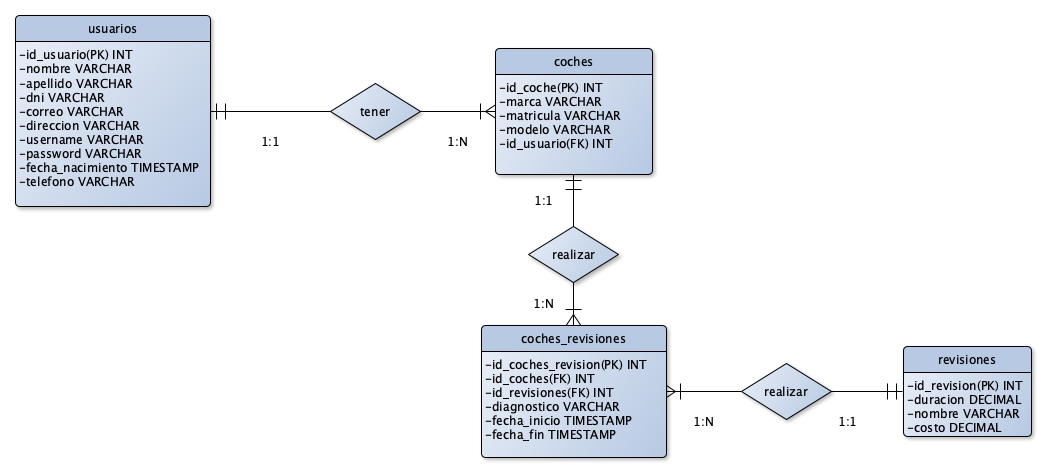 usuarios
-id_usuario(PK) INT
-nombre VARCHAR
-apellido VARCHAR
-dni VARCHAR
-correo VARCHAR
-direccion VARCHAR
-username VARCHAR
-password VARCHAR
-fecha_nacimiento TIMESTAMP
-telefono VARCHAR
1:1
tener
1:N
coches
-id_coche(PK) INT
-marca VARCHAR
-matricula VARCHAR
-modelo VARCHAR
-id_usuario(FK) INT
1:1
realizar
1:N
coches_revisiones
-id_coches_revision(PK) INT
-id_coches(FK) INT
-id_revisiones(FK) INT
-diagnostico VARCHAR
-fecha_inicio TIMESTAMP
-fecha_fin TIMESTAMP
1:N
realizar
1:1
revisiones
-id_revision(PK) INT
-duracion DECIMAL
-nombre VARCHAR
-costo DECIMAL